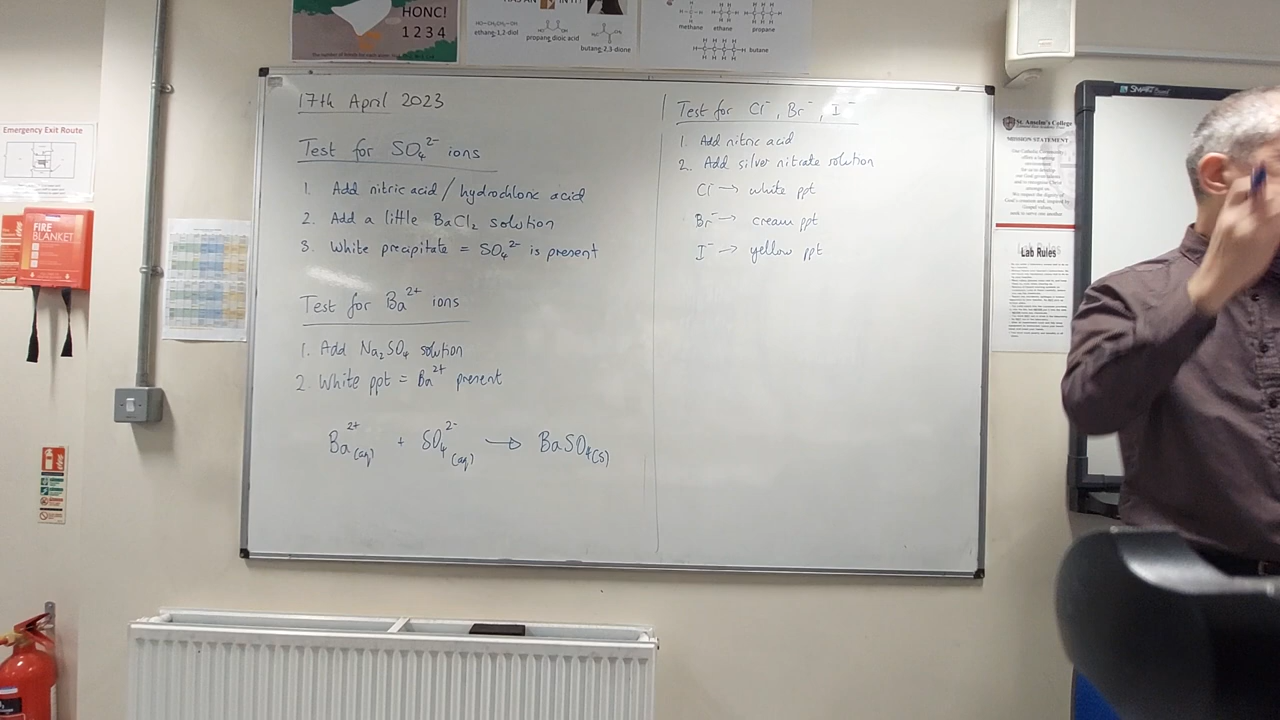 HONC!
1 2 3 4
ethang-1,2-diol
propang dioic acid
butang-2,3-dione
methane
ethane
propane
butane
Emergency Exit Route
FIRE
BLANKET
17th April 2023
Test for SO₄²⁻ ions
1. Add nitric acid / hydrochloric acid
2. Add a little BaCl₂ solution
3. White precipitate = SO₄²⁻ is present
Test for Ba²⁺ ions
1. Add Na₂SO₄ solution
2. White ppt = Ba²⁺ present
Ba²⁺(aq) + SO₄²⁻(aq) → BaSO₄(s)
Test for Cl⁻, Br⁻, I⁻
1. Add nitric acid
2. Add silver nitrate solution
Cl⁻ → white ppt
Br⁻ → cream ppt
I⁻ → yellow ppt
SMART Board
St. Anselm's College
MISSION STATEMENT
Lab Rules